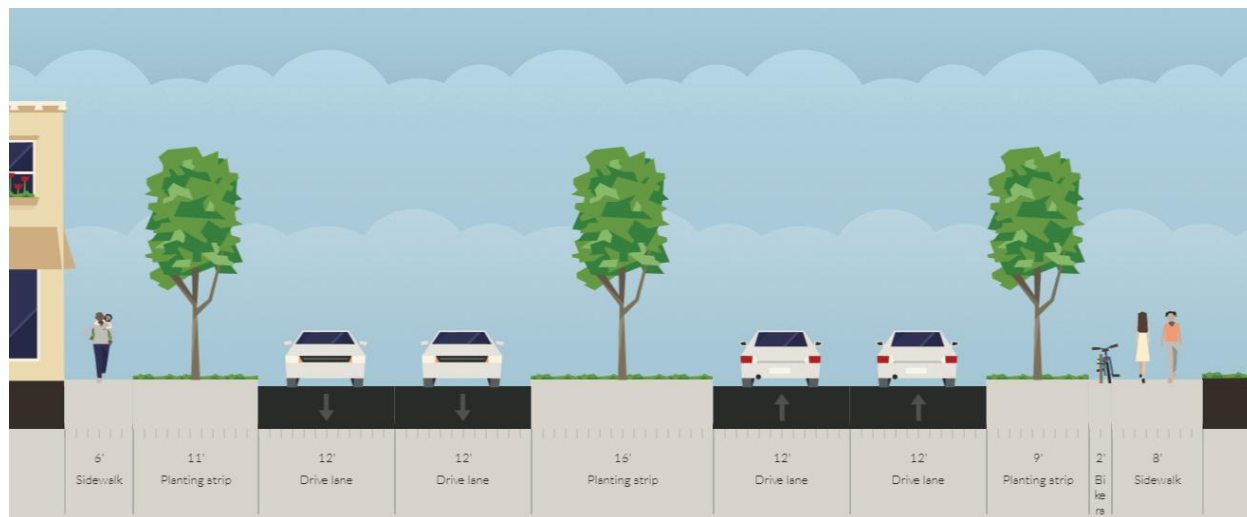 6'
Sidewalk
11'
Planting strip
12'
Drive lane
12'
Drive lane
16'
Planting strip
12'
Drive lane
12'
Drive lane
9'
Planting strip
2'
Bi
ke
ra
8'
Sidewalk